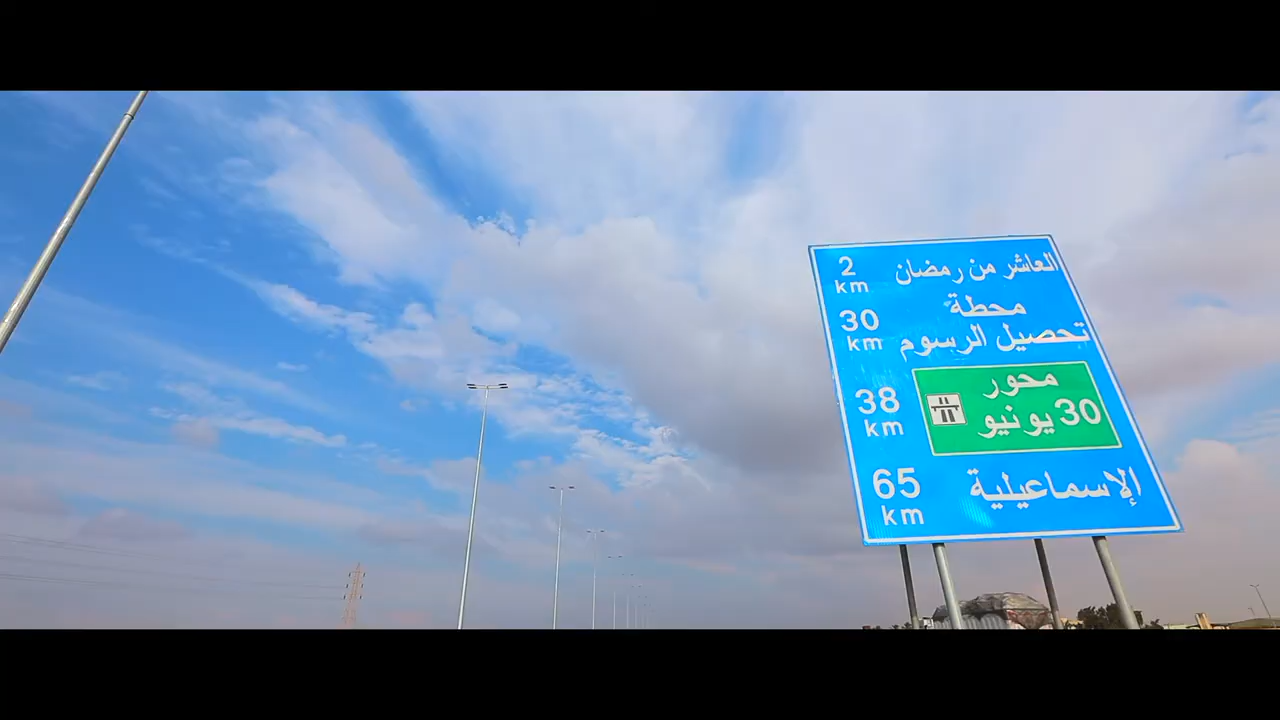 العاشر من رمضان 2 km
محطة
تحصيل الرسوم 30 km
محور
30 يونيو 38 km
الإسماعيلية 65 km